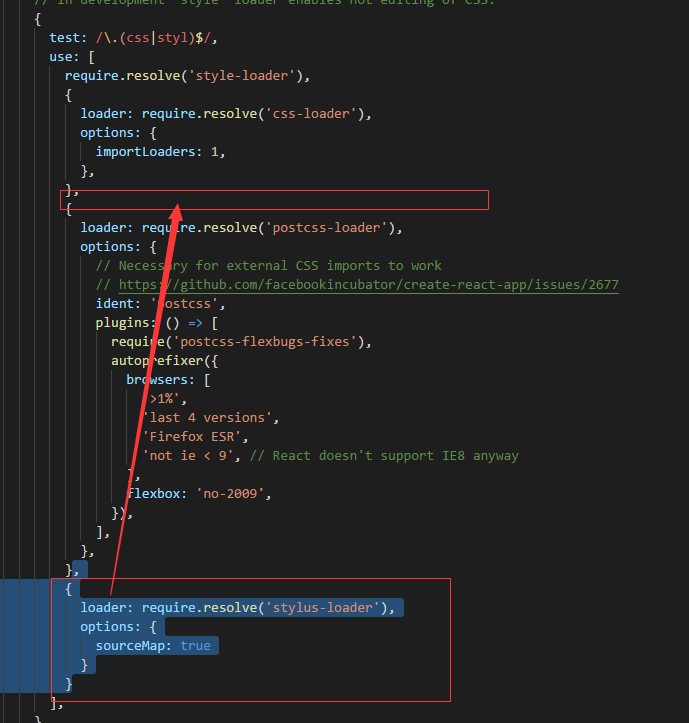 // In development "style" loader enables hot editing of CSS.
{
test: /\.(css|styl)$/,
use: [
require.resolve('style-loader'),
{
loader: require.resolve('css-loader'),
options: {
importLoaders: 1,
},
},
{
loader: require.resolve('postcss-loader'),
options: {
// Necessary for external CSS imports to work
// https://github.com/facebookincubator/create-react-app/issues/2677
ident: 'postcss',
plugins: () => [
require('postcss-flexbugs-fixes'),
autoprefixer({
browsers: [
'>1%',
'last 4 versions',
'Firefox ESR',
'not ie < 9', // React doesn't support IE8 anyway
],
flexbox: 'no-2009',
}),
],
},
},
{
loader: require.resolve('stylus-loader'),
options: {
sourceMap: true
}
}
],
}